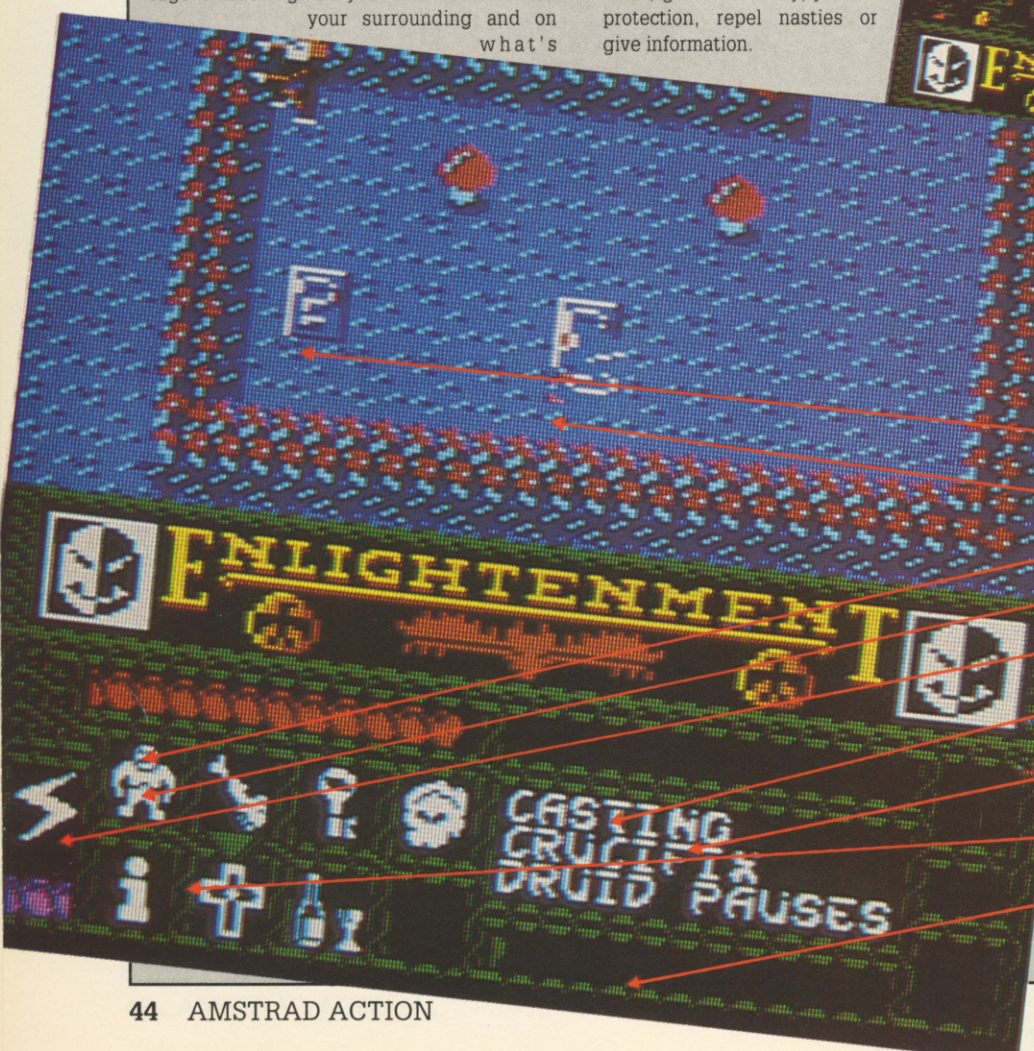 your surrounding and on
what's
protection, repel nasties or
give information.
ENLIGHTENMENT
CASTING
CRUCIFIX
DRUID PAUSES
44 AMSTRAD ACTION